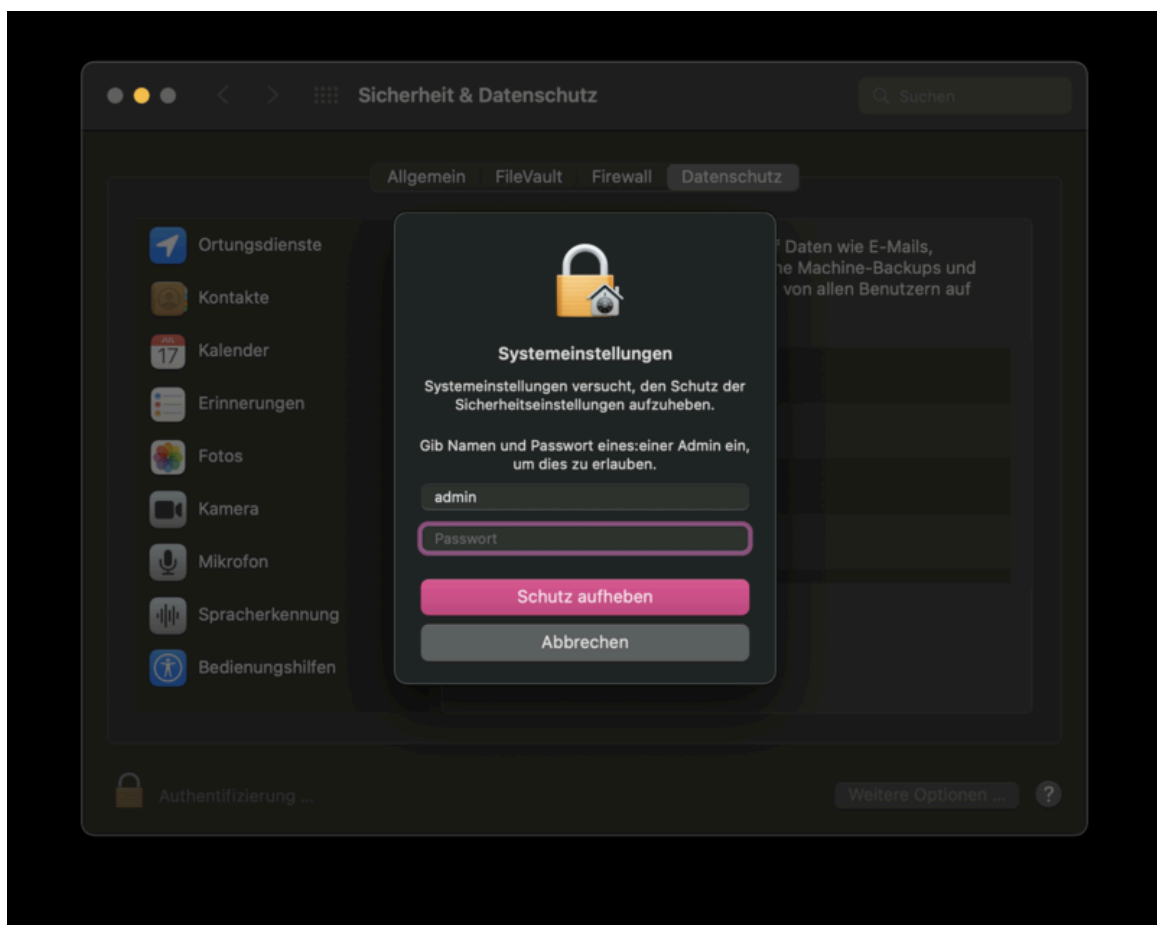 Sicherheit & Datenschutz
Suchen
Allgemein FileVault Firewall Datenschutz
Ortungsdienste
Kontakte
JUL
17
Kalender
Erinnerungen
Fotos
Kamera
Mikrofon
Spracherkennung
Bedienungshilfen
Daten wie E-Mails,
Machine-Backups und
von allen Benutzern auf
Systemeinstellungen
Systemeinstellungen versucht, den Schutz der
Sicherheitseinstellungen aufzuheben.
Gib Namen und Passwort eines:einer Admin ein,
um dies zu erlauben.
admin
Passwort
Schutz aufheben
Abbrechen
Authentifizierung ...
Weitere Optionen ...
?